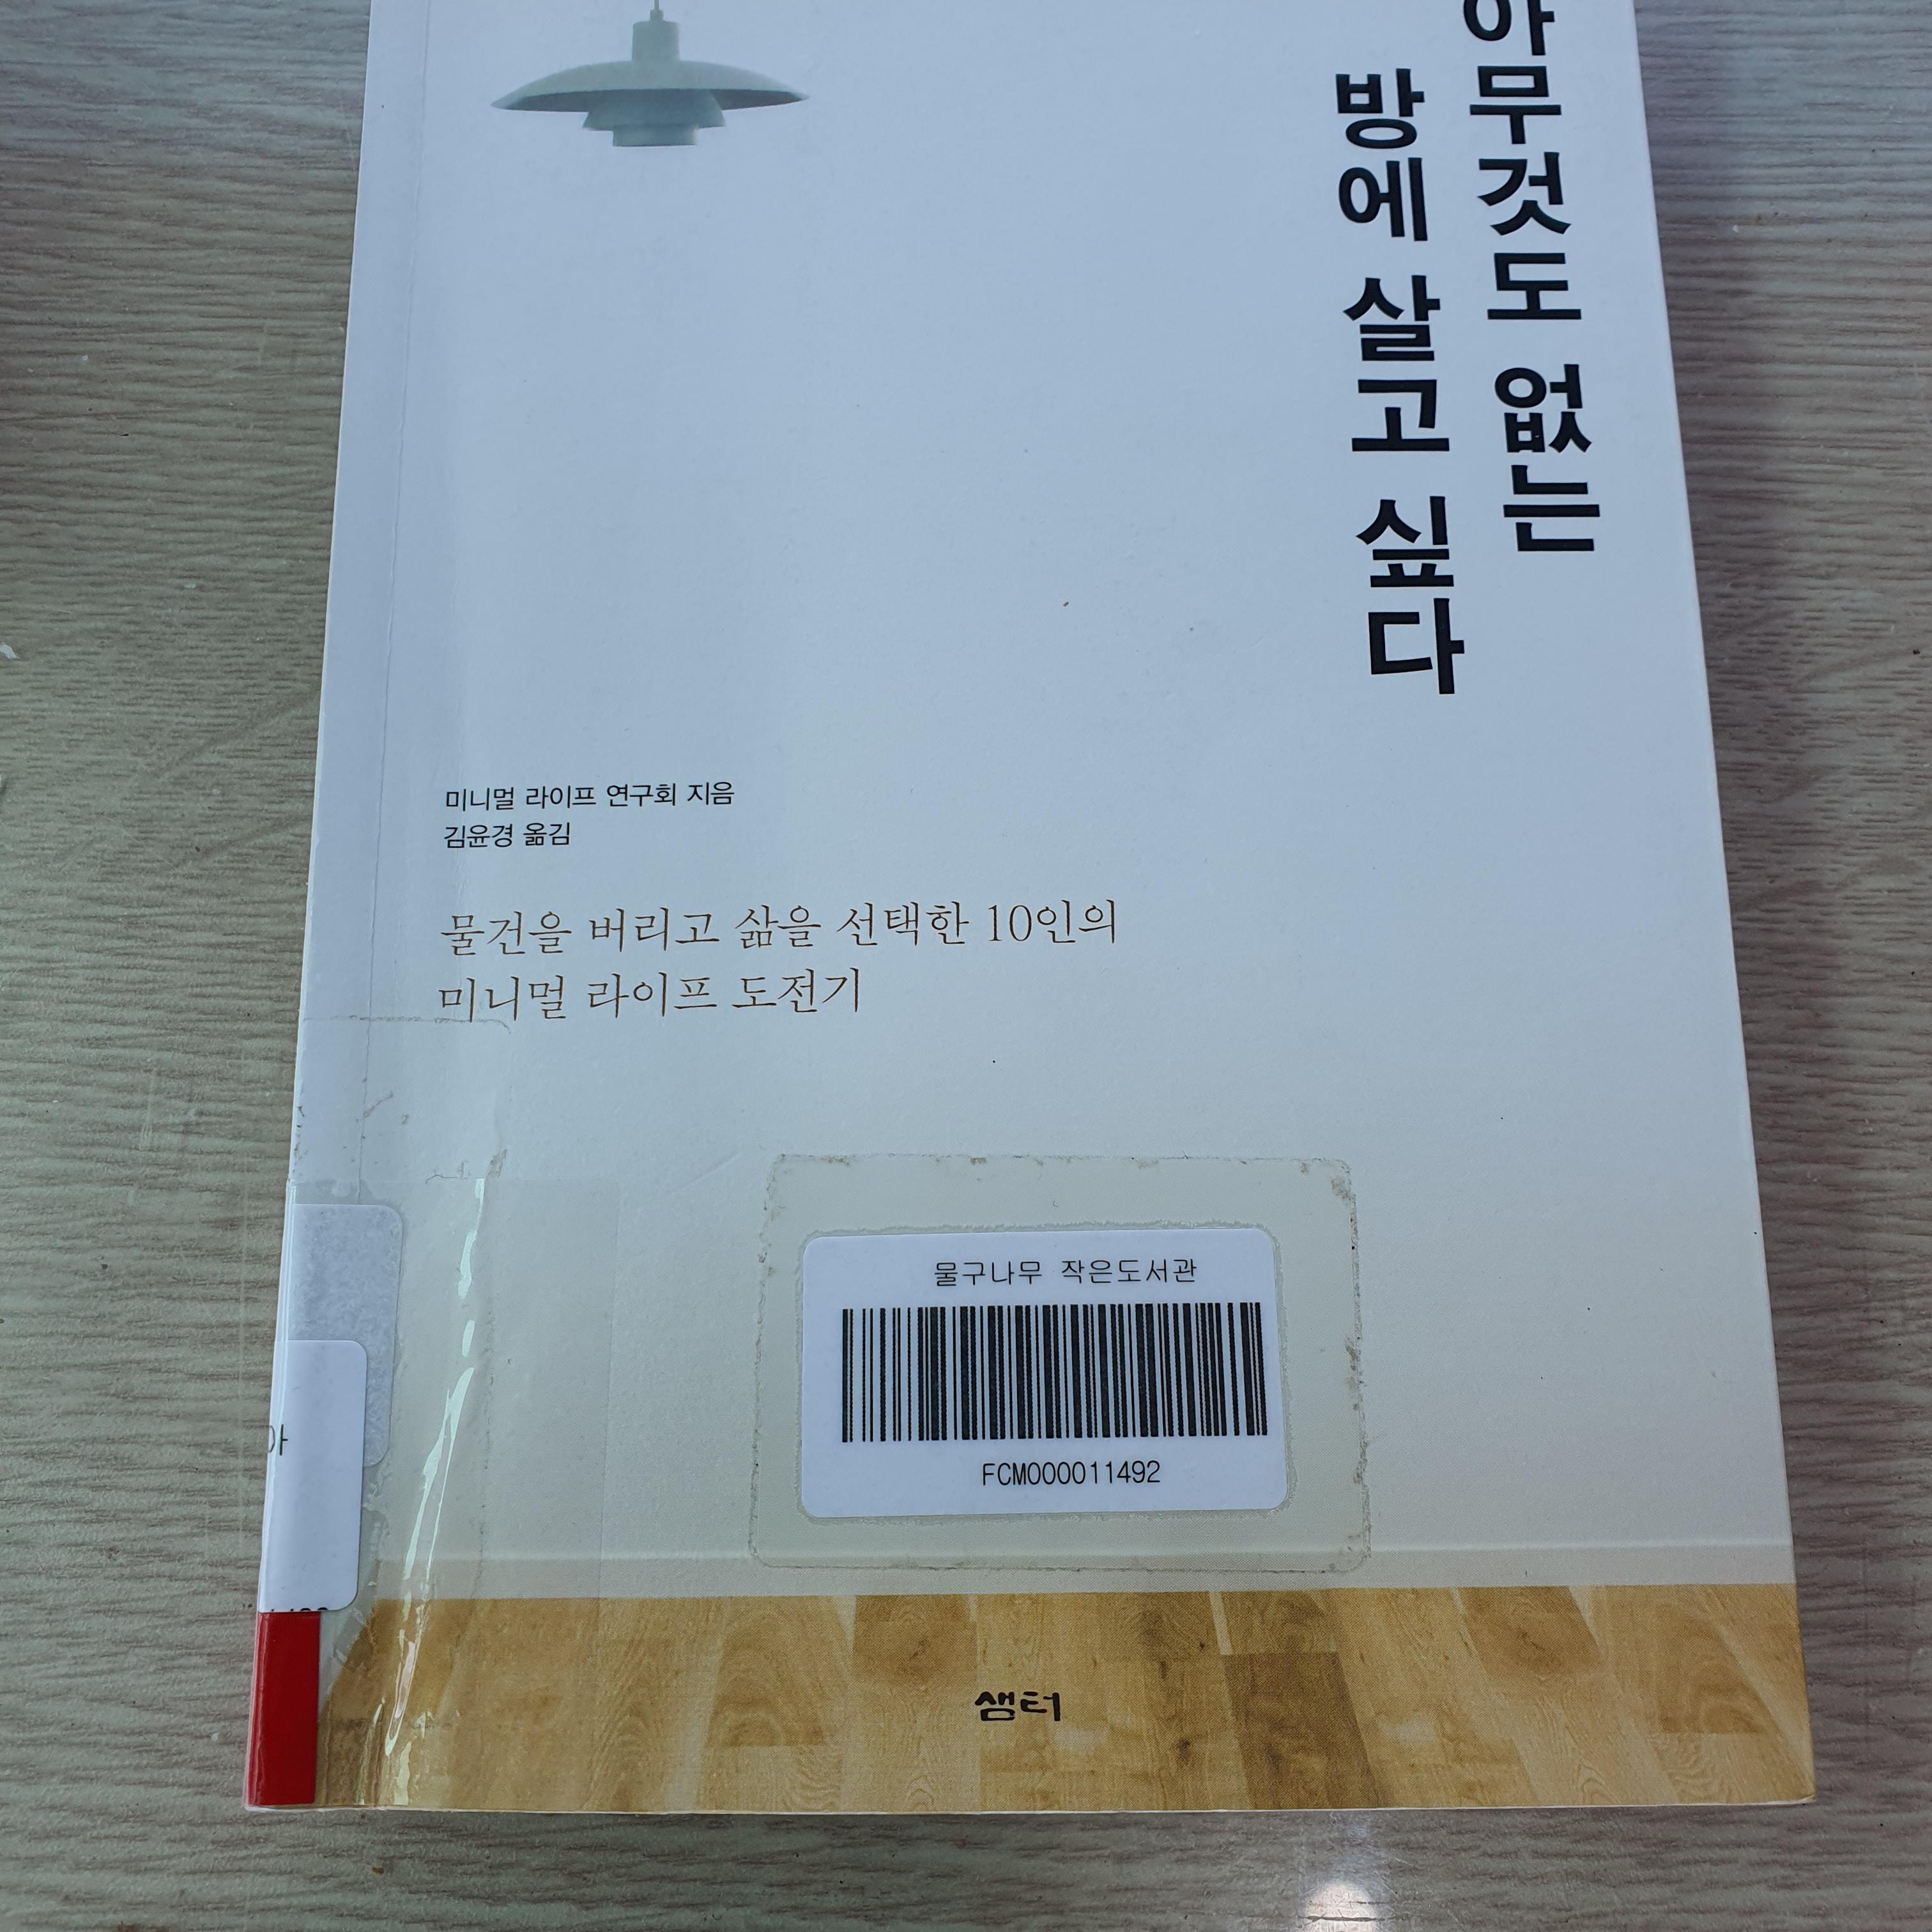 아무것도 없는
방에 살고 싶다
미니멀 라이프 연구회 지음
김윤경 옮김
물건을 버리고 삶을 선택한 10인의
미니멀 라이프 도전기
물구나무 작은도서관
FCM000011492
아
샘터